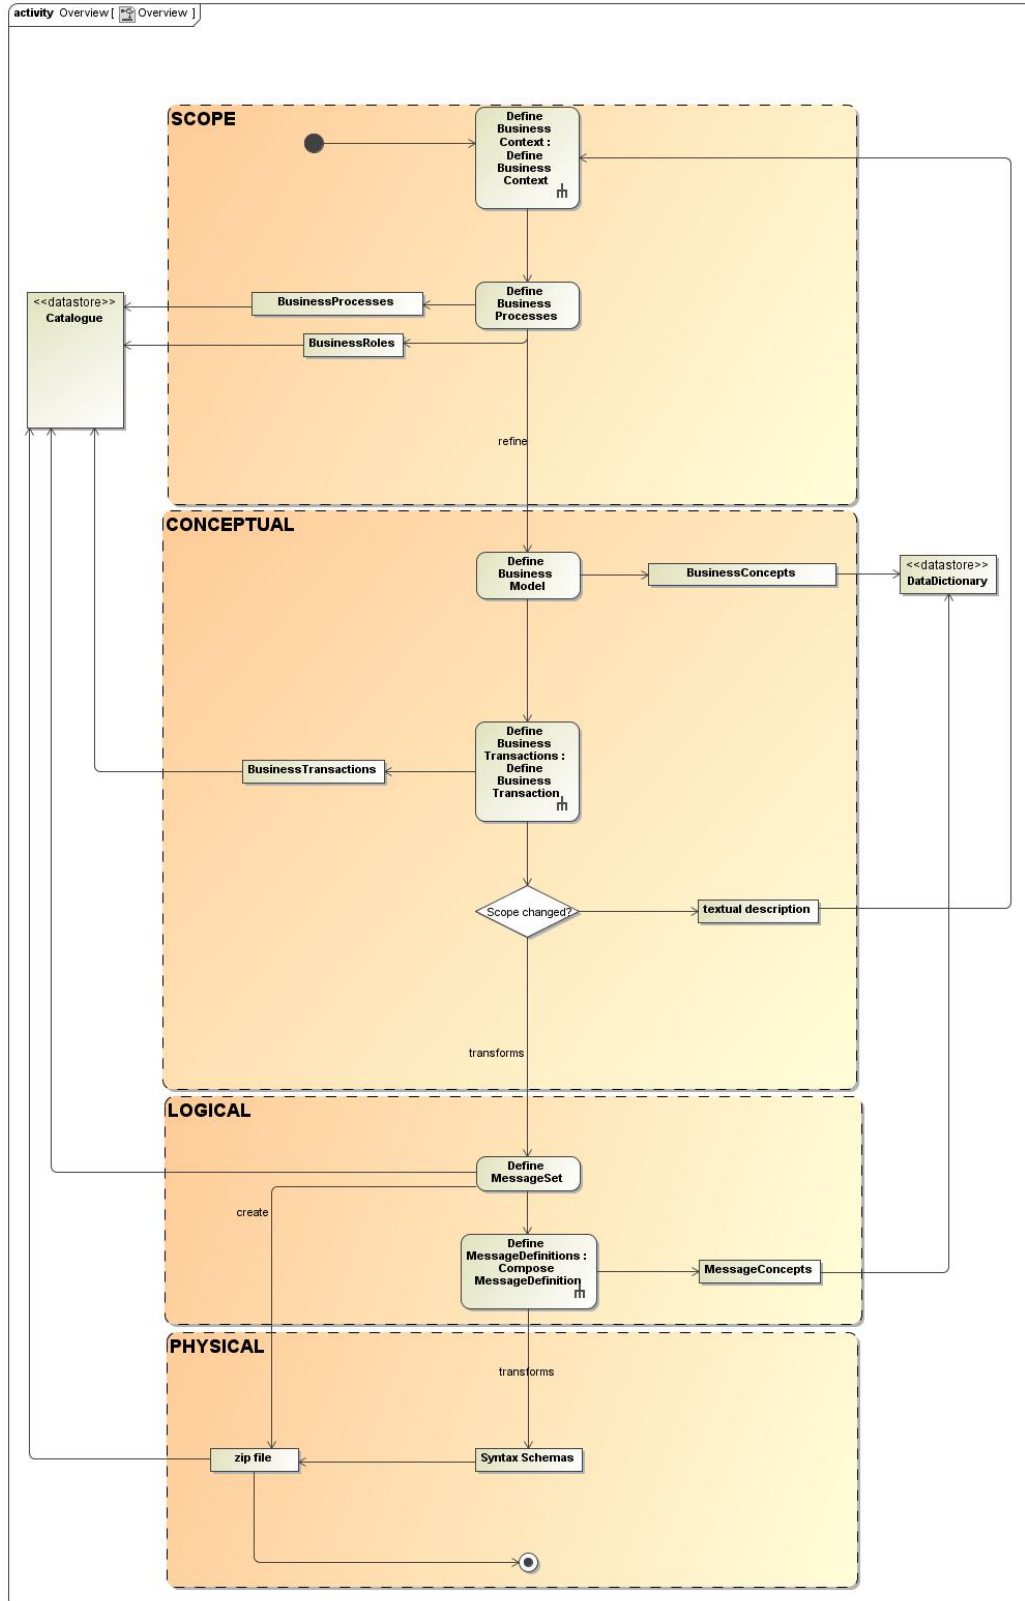 activity Overview [ Overview ]
SCOPE
Define
Business
Context :
Define
Business
Context
<<datastore>>
Catalogue
BusinessProcesses
Define
Business
Processes
BusinessRoles
refine
CONCEPTUAL
Define
Business
Model
BusinessConcepts
<<datastore>>
DataDictionary
Define
Business
Transactions :
Define
Business
Transaction
BusinessTransactions
Scope changed?
textual description
transforms
LOGICAL
Define
MessageSet
create
Define
MessageDefinitions :
Compose
MessageDefinition
MessageConcepts
PHYSICAL
transforms
zip file
Syntax Schemas